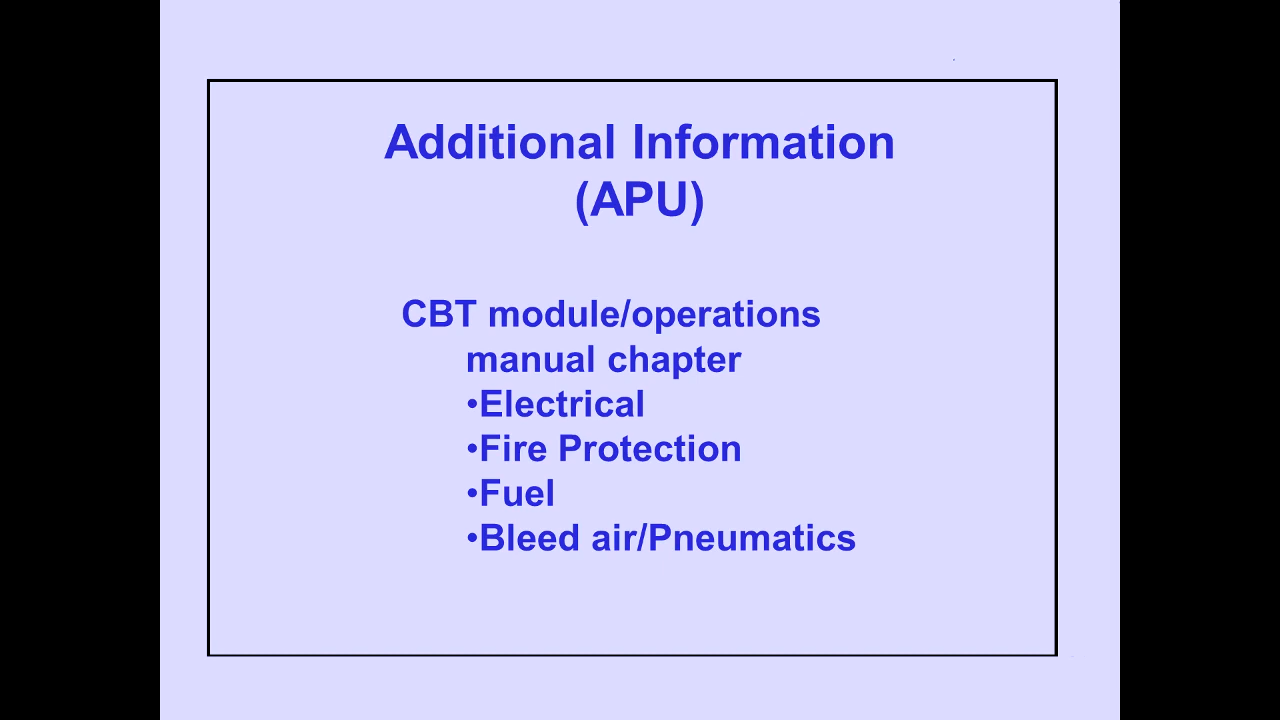 Additional Information
(APU)
CBT module/operations
manual chapter
•Electrical
•Fire Protection
•Fuel
•Bleed air/Pneumatics